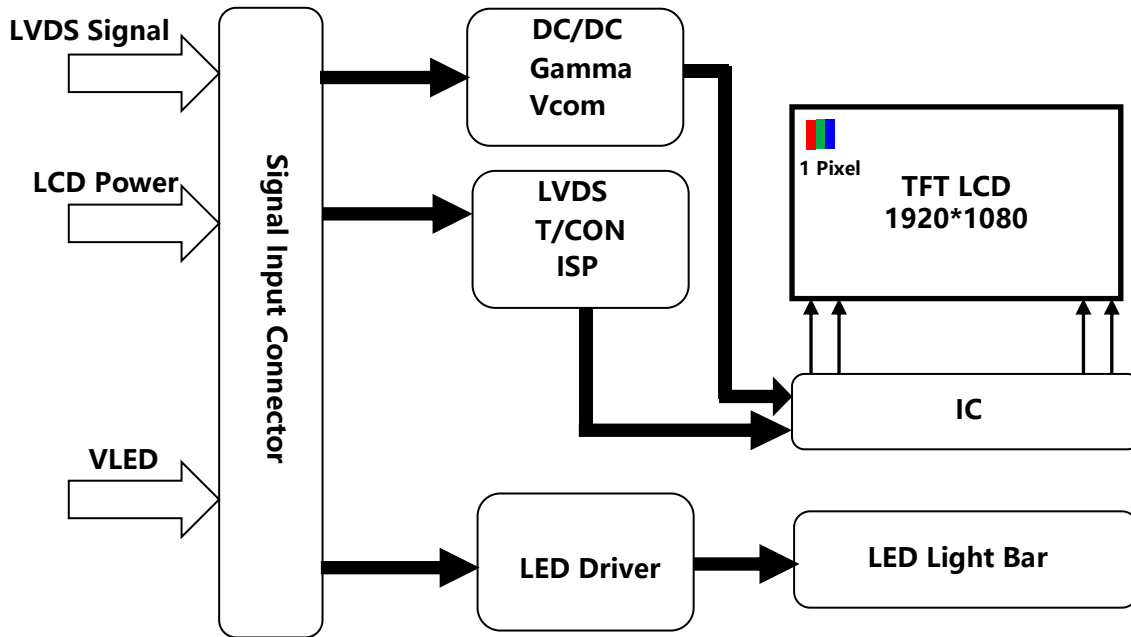 LVDS Signal
LCD Power
VLED
Signal Input Connector
DC/DC
Gamma
Vcom
LVDS
T/CON
ISP
1 Pixel
TFT LCD
1920*1080
IC
LED Driver
LED Light Bar